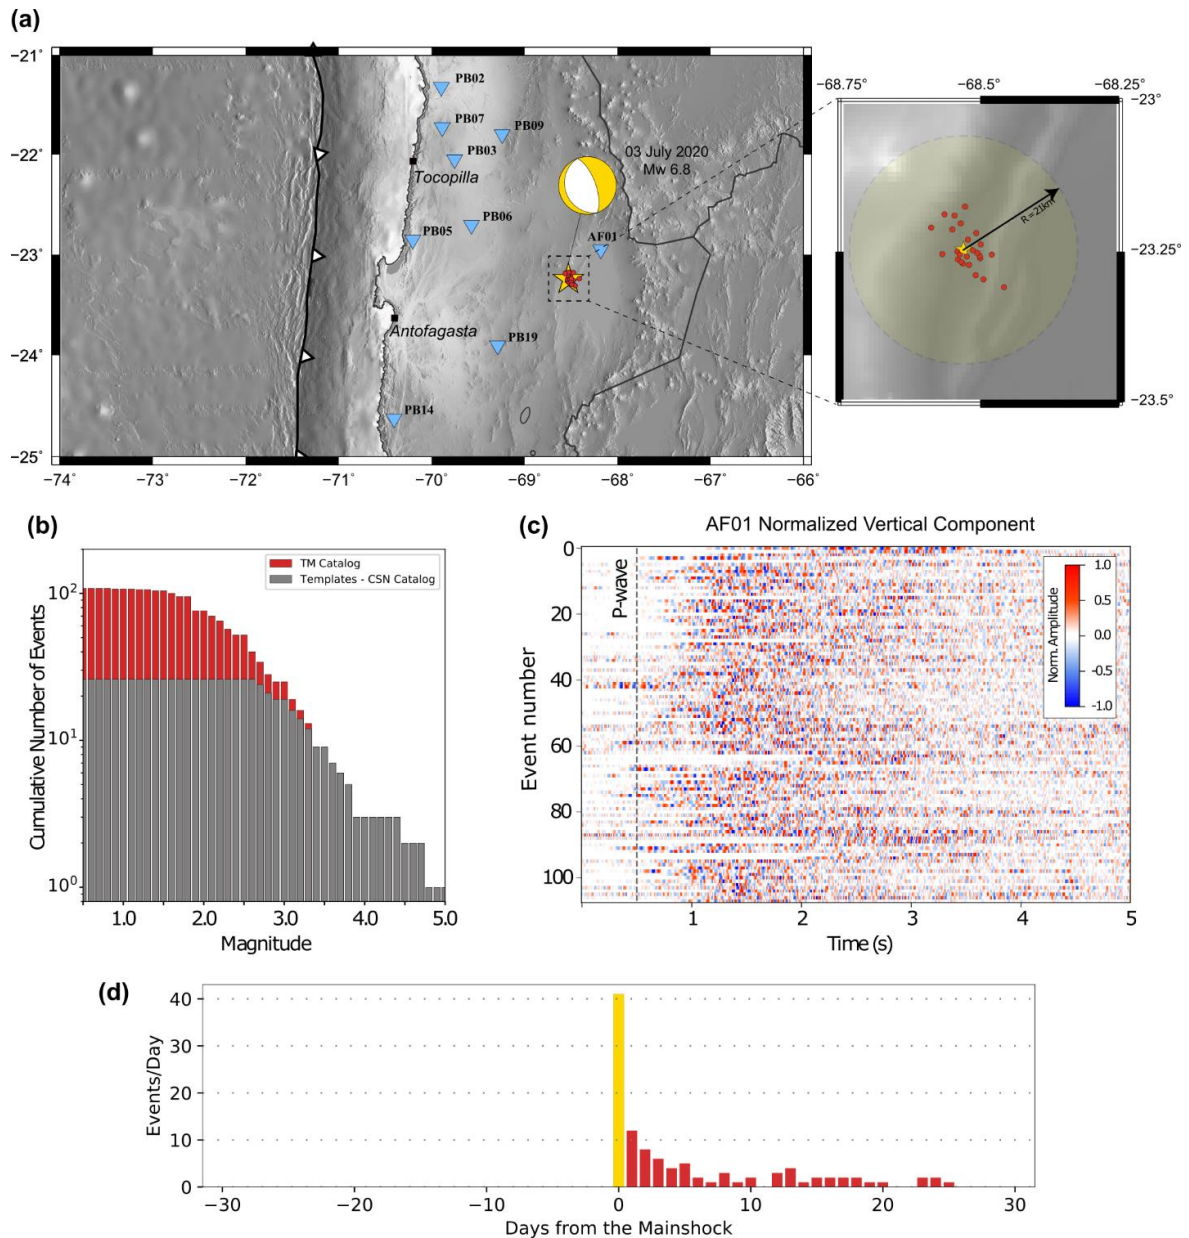 (a)
−21°
−22°
−23°
−24°
−25°
−74°
−73°
−72°
−71°
−70°
−69°
−68°
−67°
−66°
PB02
PB07
PB09
PB03
Tocopilla
PB06
PB05
03 July 2020
Mw 6.8
AF01
Antofagasta
PB19
PB14
−68.75
−68.5°
−68.25°
−23°
−23.25°
−23.5°
R = 21km
(b)
TM Catalog
Templates - CSN Catalog
Cumulative Number of Events
10²
10¹
10⁰
1.0
2.0
3.0
4.0
5.0
Magnitude
(c)
AF01 Normalized Vertical Component
P-wave
Event number
0
20
40
60
80
100
1
2
3
4
5
Time (s)
Norm. Amplitude
1.0
0.5
0.0
-0.5
-1.0
(d)
Events/Day
40
30
20
10
0
−30
−20
−10
0
10
20
30
Days from the Mainshock